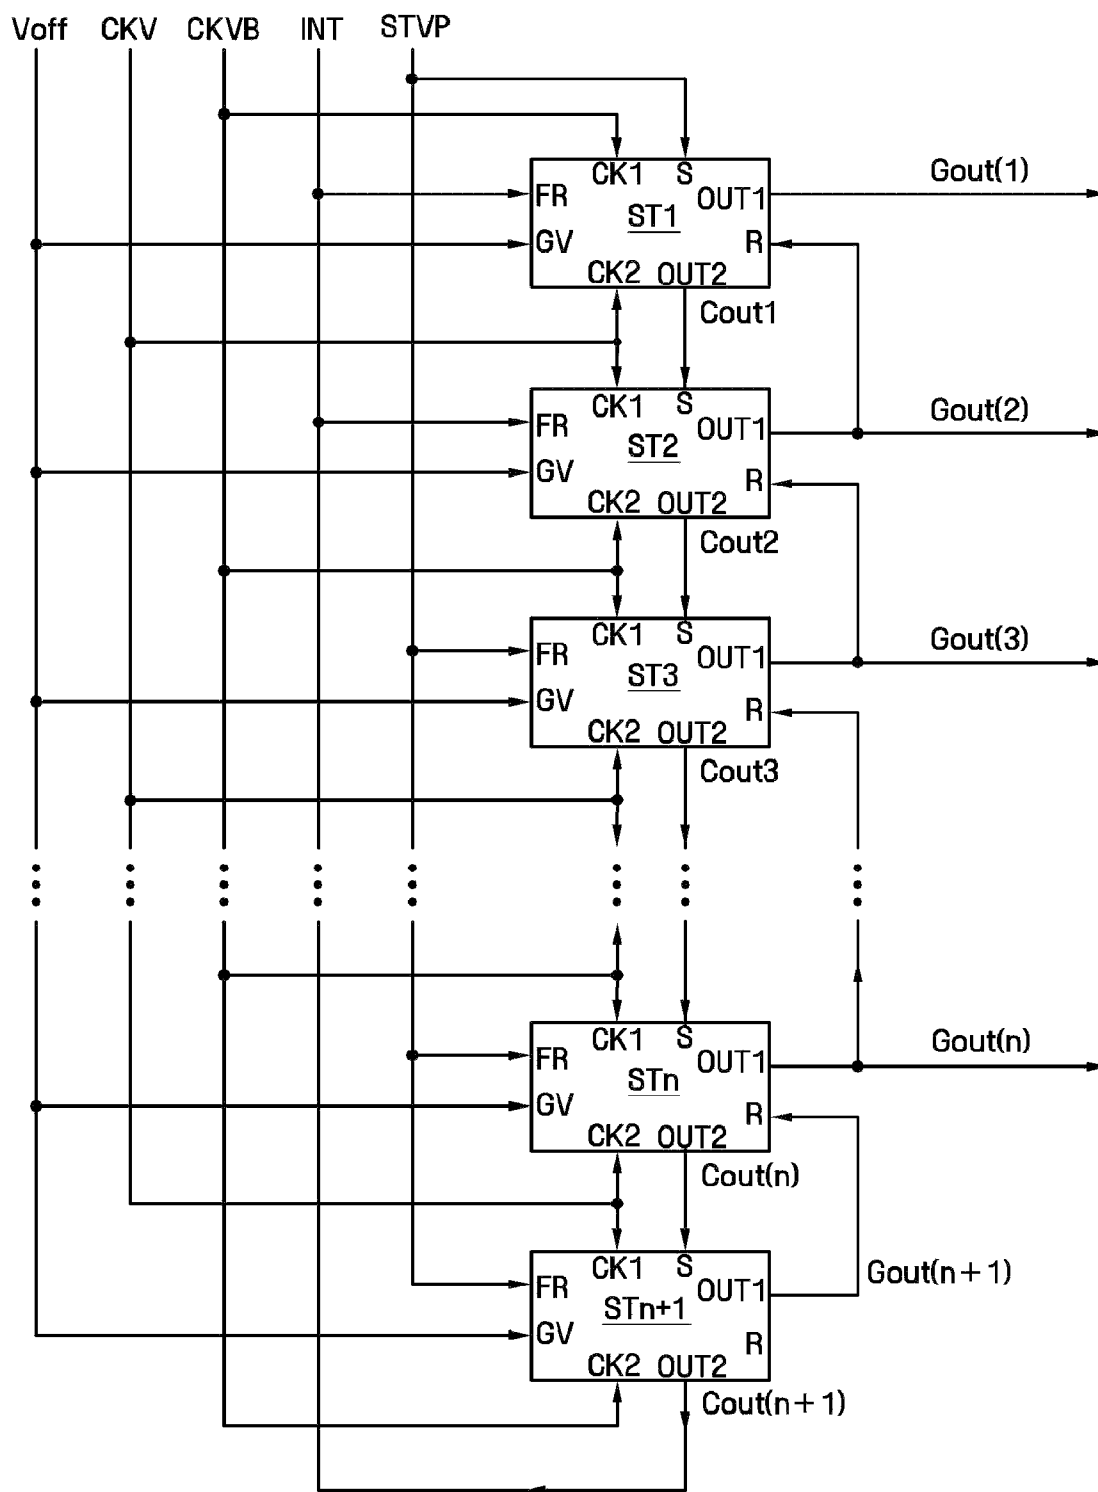 Voff CKV CKVB INT STVP
CK1 S
FR OUT1 Gout(1)
ST1
GV R
CK2 OUT2
Cout1
CK1 S
FR OUT1 Gout(2)
ST2
GV R
CK2 OUT2
Cout2
CK1 S
FR OUT1 Gout(3)
ST3
GV R
CK2 OUT2
Cout3
CK1 S
FR OUT1 Gout(n)
STn
GV R
CK2 OUT2
Cout(n)
CK1 S
FR OUT1 Gout(n+1)
STn+1
GV R
CK2 OUT2
Cout(n+1)